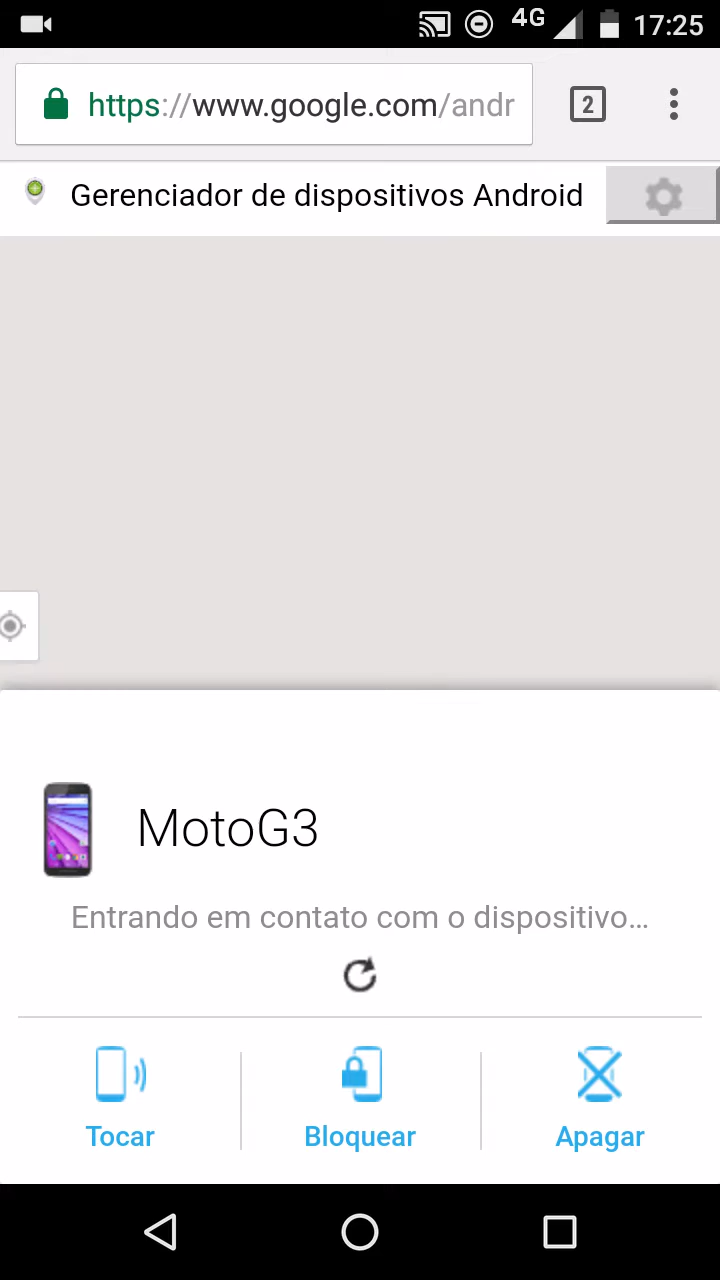 4G 17:25
https://www.google.com/andr
2
Gerenciador de dispositivos Android
MotoG3
Entrando em contato com o dispositivo...
Tocar Bloquear Apagar